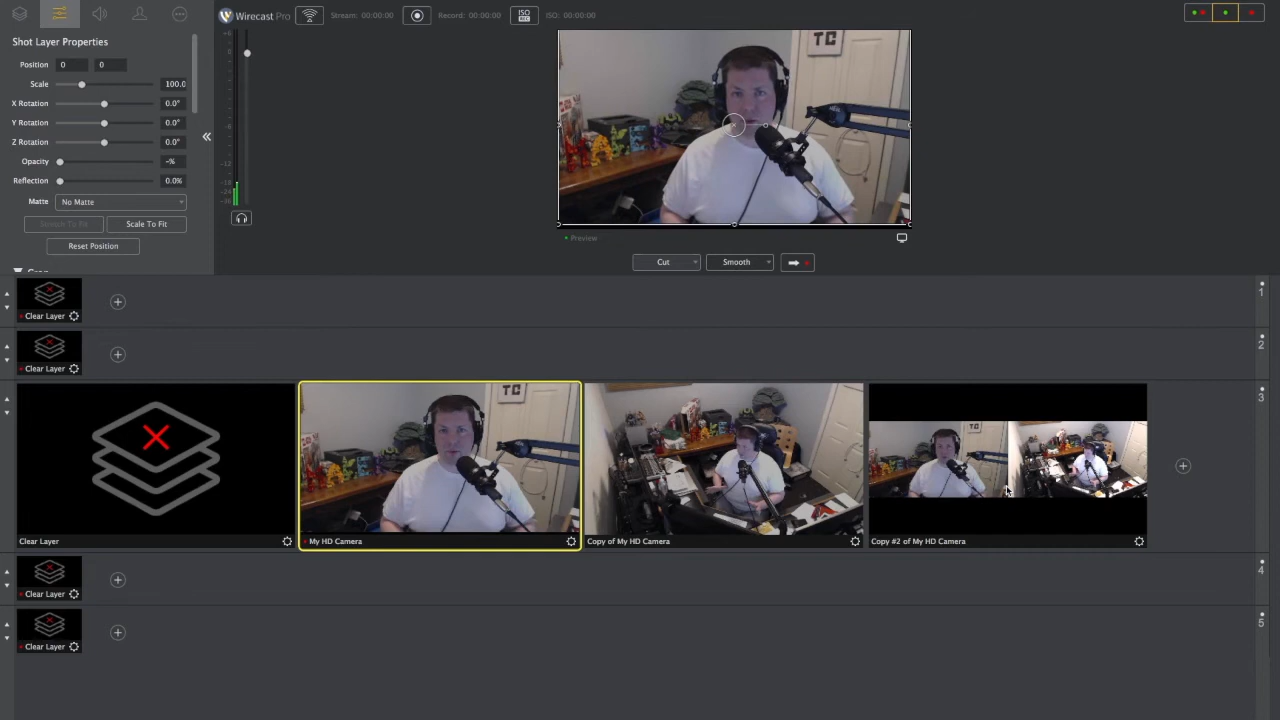 Wirecast Pro
Stream: 00:00:00
Record: 00:00:00
ISO REC
ISO: 00:00:00
Shot Layer Properties
Position 0 0
Scale 100.0
X Rotation 0.0°
Y Rotation 0.0°
Z Rotation 0.0°
Opacity -%
Reflection 0.0%
Matte No Matte
Scale To Fit
Reset Position
TC
Preview
Cut
Smooth
Clear Layer
1
Clear Layer
2
TC
TC
3
Clear Layer
My HD Camera
Copy of My HD Camera
Copy #2 of My HD Camera
Clear Layer
4
Clear Layer
5